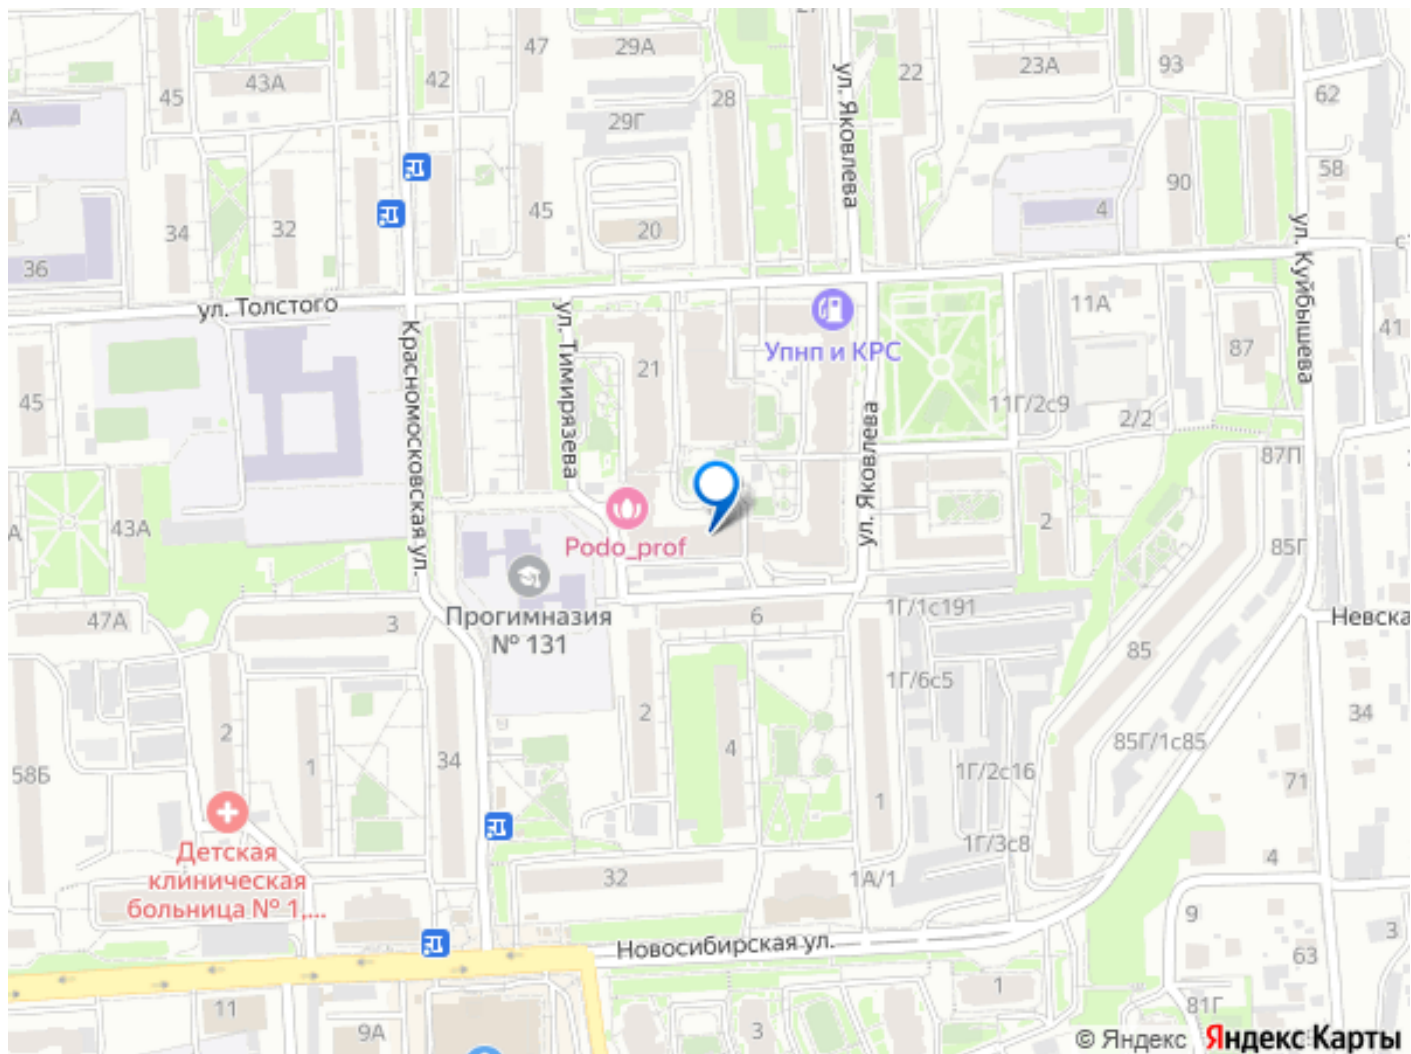 27
47
29А
42
43А
45
А
28
29Г
ул. Яковлева
22
23А
93
62
58
90
4
ул. Куйбышева
34
32
45
20
36
ул. Толстого
ул. Тимирязева
Красномосковская ул.
11А
41
Упнп и КРС
87
21
45
11Г/2с9
2/2
ул. Яковлева
87П
43А
А
2
85Г
Podo_prof
Прогимназия
№ 131
47А
3
6
1Г/1с191
Невска
85
1Г/6с5
34
2
2
4
34
1
58Б
85Г/1с85
1Г/2с16
71
1
Детская
клиническая
больница № 1,...
1Г/3с8
4
32
1А/1
9
3
Новосибирская ул.
63
1
11
9А
3
81Г
© Яндекс Яндекс Карты